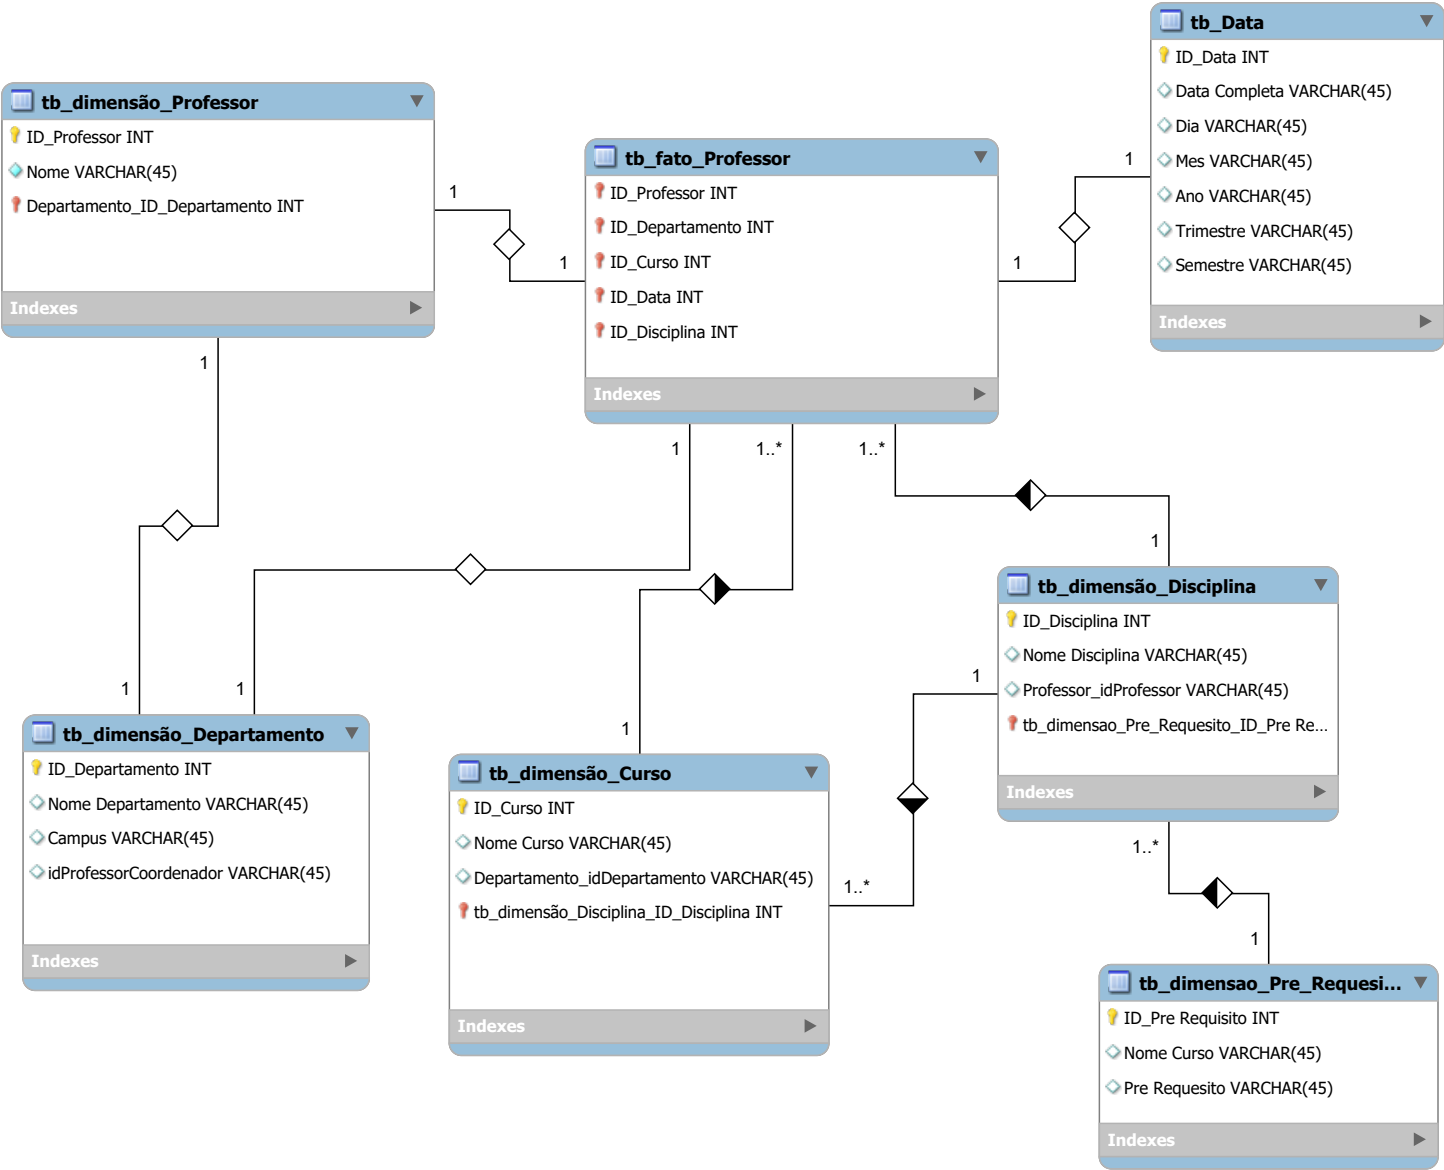 tb_Data
ID_Data INT
Data Completa VARCHAR(45)
Dia VARCHAR(45)
Mes VARCHAR(45)
Ano VARCHAR(45)
Trimestre VARCHAR(45)
Semestre VARCHAR(45)
Indexes
tb_dimensão_Professor
ID_Professor INT
Nome VARCHAR(45)
Departamento_ID_Departamento INT
Indexes
tb_fato_Professor
ID_Professor INT
ID_Departamento INT
ID_Curso INT
ID_Data INT
ID_Disciplina INT
Indexes
1
1
1
1
1
1
1..*
1..*
1
1
1
1
1
1..*
1..*
1
tb_dimensão_Disciplina
ID_Disciplina INT
Nome Disciplina VARCHAR(45)
Professor_idProfessor VARCHAR(45)
tb_dimensao_Pre_Requesito_ID_Pre Re...
Indexes
tb_dimensão_Departamento
ID_Departamento INT
Nome Departamento VARCHAR(45)
Campus VARCHAR(45)
idProfessorCoordenador VARCHAR(45)
Indexes
tb_dimensão_Curso
ID_Curso INT
Nome Curso VARCHAR(45)
Departamento_idDepartamento VARCHAR(45)
tb_dimensão_Disciplina_ID_Disciplina INT
Indexes
tb_dimensao_Pre_Requesi...
ID_Pre Requisito INT
Nome Curso VARCHAR(45)
Pre Requesito VARCHAR(45)
Indexes